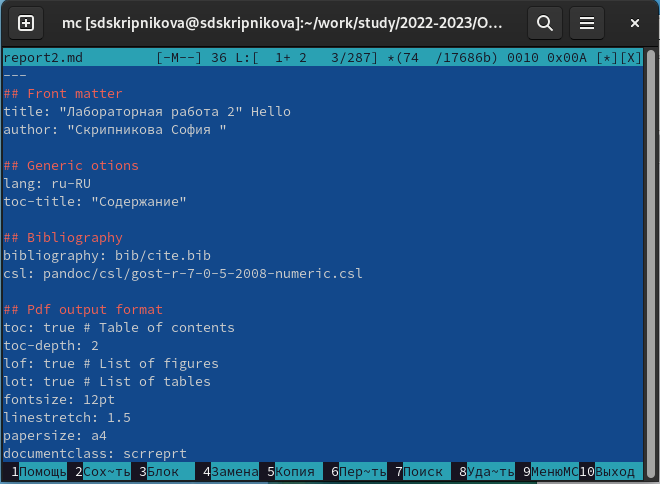 mc [sdskripnikova@sdskripnikova]:~/work/study/2022-2023/O...
report2.md [-M--] 36 L:[ 1+ 2 3/287] *(74 /17686b) 0010 0x00A [*][X]
---
## Front matter
title: "Лабораторная работа 2" Hello
author: "Скрипникова София "
## Generic otions
lang: ru-RU
toc-title: "Содержание"
## Bibliography
bibliography: bib/cite.bib
csl: pandoc/csl/gost-r-7-0-5-2008-numeric.csl
## Pdf output format
toc: true # Table of contents
toc-depth: 2
lof: true # List of figures
lot: true # List of tables
fontsize: 12pt
linestretch: 1.5
papersize: a4
documentclass: scrreprt
1Помощь 2Сох~ть 3Блок 4Замена 5Копия 6Пер~ть 7Поиск 8Уда~ть 9МенюMC 10Выход